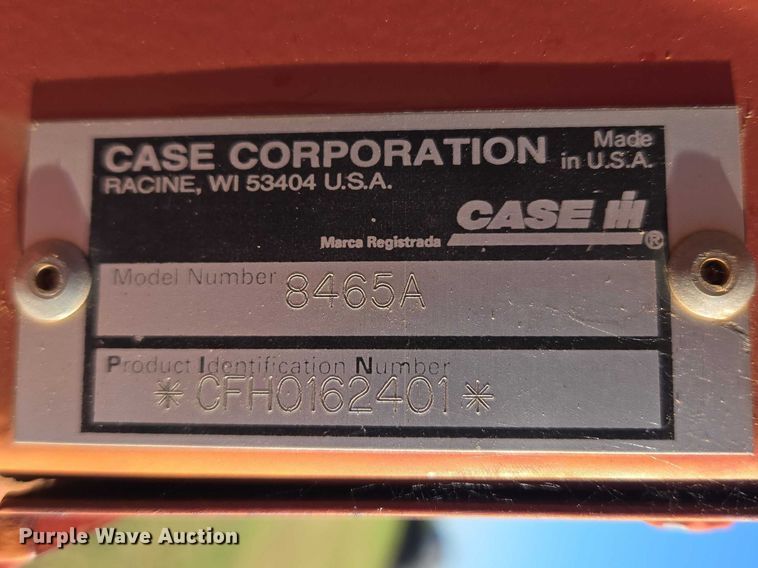 CASE CORPORATION Made
RACINE, WI 53404 U.S.A. in U.S.A.
CASE IH
Marca Registrada ®
Model Number 8465A
Product Identification Number
*CFH0162401*
Purple Wave Auction®